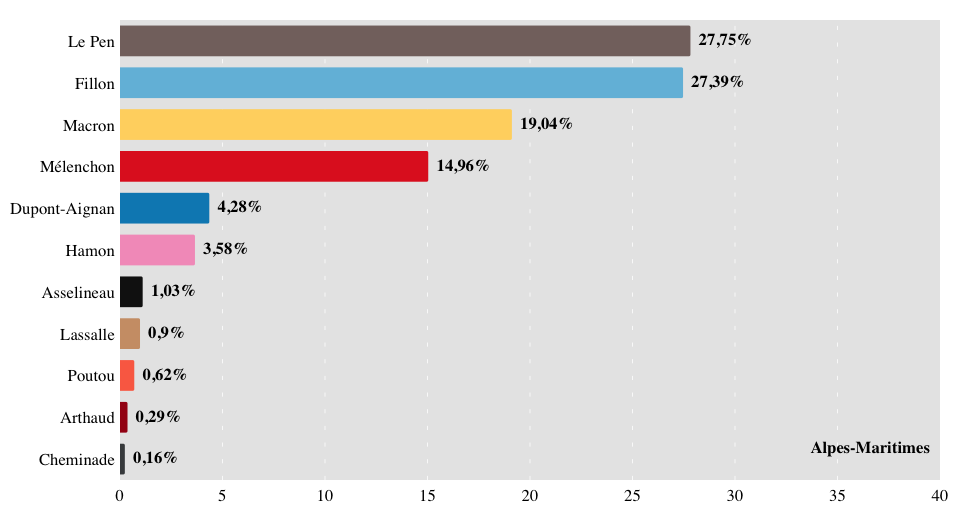 Le Pen 27,75%
Fillon 27,39%
Macron 19,04%
Mélenchon 14,96%
Dupont-Aignan 4,28%
Hamon 3,58%
Asselineau 1,03%
Lassalle 0,9%
Poutou 0,62%
Arthaud 0,29%
Alpes-Maritimes
Cheminade 0,16%
0 5 10 15 20 25 30 35 40